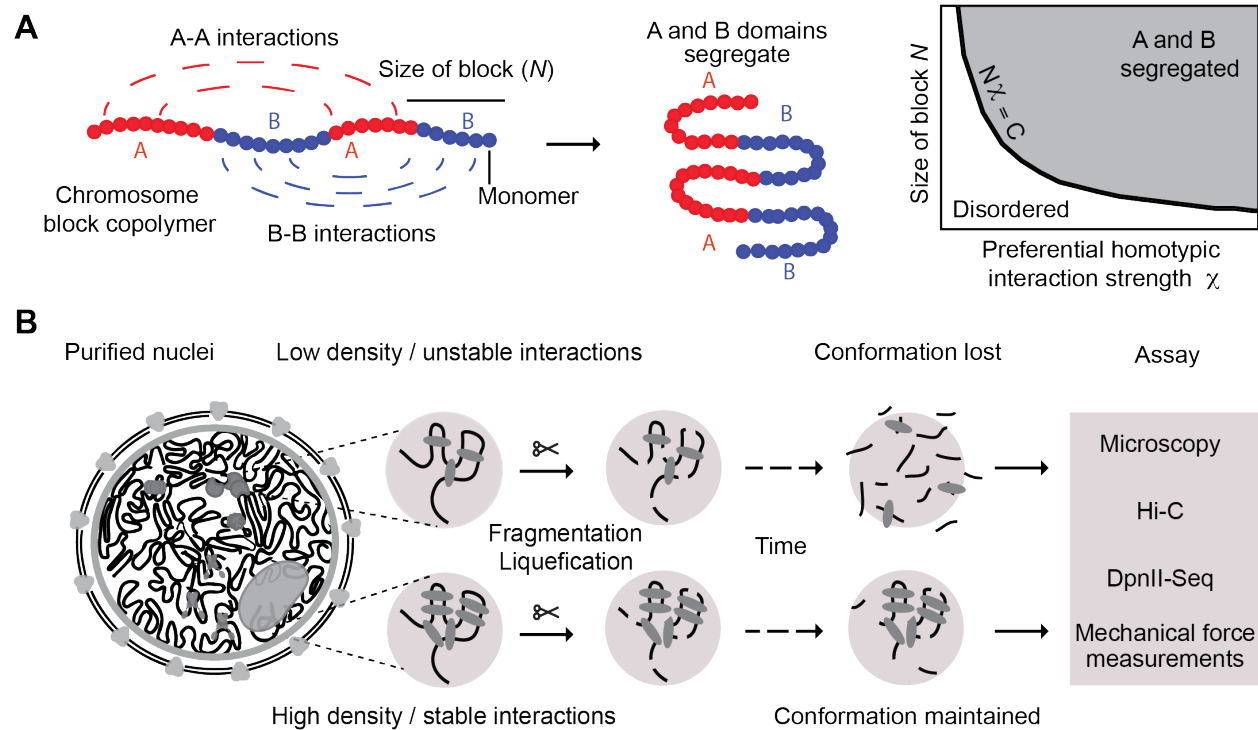 A
A-A interactions
Size of block (N)
B
B
A
A
Chromosome
block copolymer
Monomer
B-B interactions
A and B domains
segregate
A
B
A
B
Size of block N
A and B
segregated
Nχ = C
Disordered
Preferential homotypic
interaction strength χ
B
Purified nuclei
Low density / unstable interactions
Conformation lost
Assay
Fragmentation
Liquefication
Time
Microscopy
Hi-C
DpnII-Seq
Mechanical force
measurements
High density / stable interactions
Conformation maintained